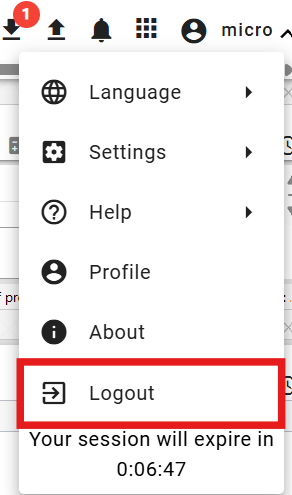 1
micro
Language
Settings
Help
Profile
About
Logout
Your session will expire in
0:06:47